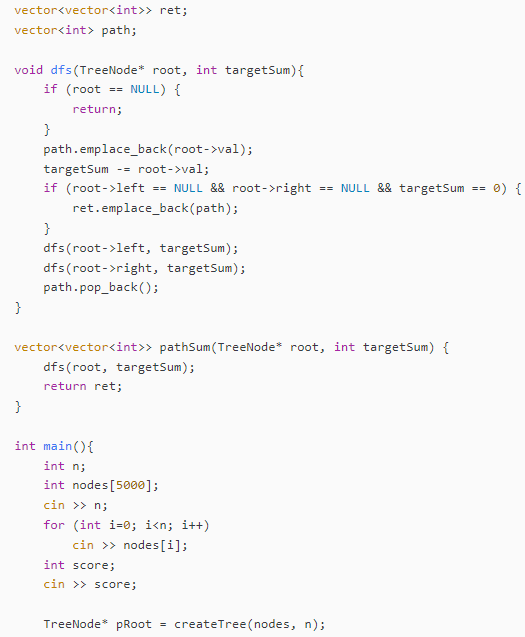 vector<vector<int>> ret;
vector<int> path;

void dfs(TreeNode* root, int targetSum){
    if (root == NULL) {
        return;
    }
    path.emplace_back(root->val);
    targetSum -= root->val;
    if (root->left == NULL && root->right == NULL && targetSum == 0) {
        ret.emplace_back(path);
    }
    dfs(root->left, targetSum);
    dfs(root->right, targetSum);
    path.pop_back();
}

vector<vector<int>> pathSum(TreeNode* root, int targetSum) {
    dfs(root, targetSum);
    return ret;
}

int main(){
    int n;
    int nodes[5000];
    cin >> n;
    for (int i=0; i<n; i++)
        cin >> nodes[i];
    int score;
    cin >> score;

    TreeNode* pRoot = createTree(nodes, n);